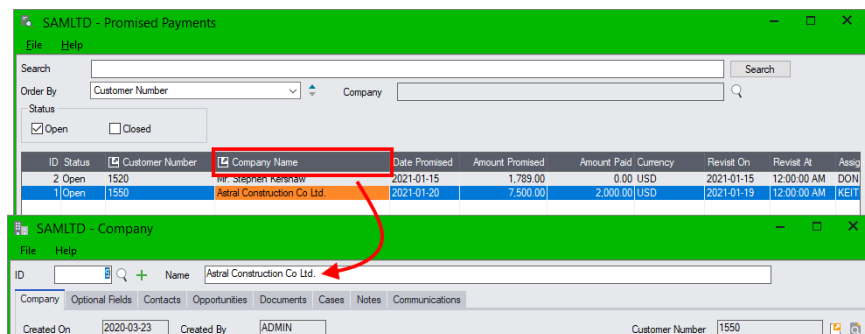 SAMLTD - Promised Payments
File Help
Search Search
Order By Customer Number Company
Status
Open Closed
ID Status Customer Number Company Name Date Promised Amount Promised Amount Paid Currency Revisit On Revisit At Assig
2 Open 1520 Mr. Stephen Kershaw 2021-01-15 1,789.00 0.00 USD 2021-01-15 12:00:00 AM DON
1 Open 1550 Astral Construction Co Ltd. 2021-01-20 7,500.00 2,000.00 USD 2021-01-19 12:00:00 AM KEIT
SAMLTD - Company
File Help
ID Name Astral Construction Co Ltd.
Company Optional Fields Contacts Opportunities Documents Cases Notes Communications
Created On 2020-03-23 Created By ADMIN Customer Number 1550